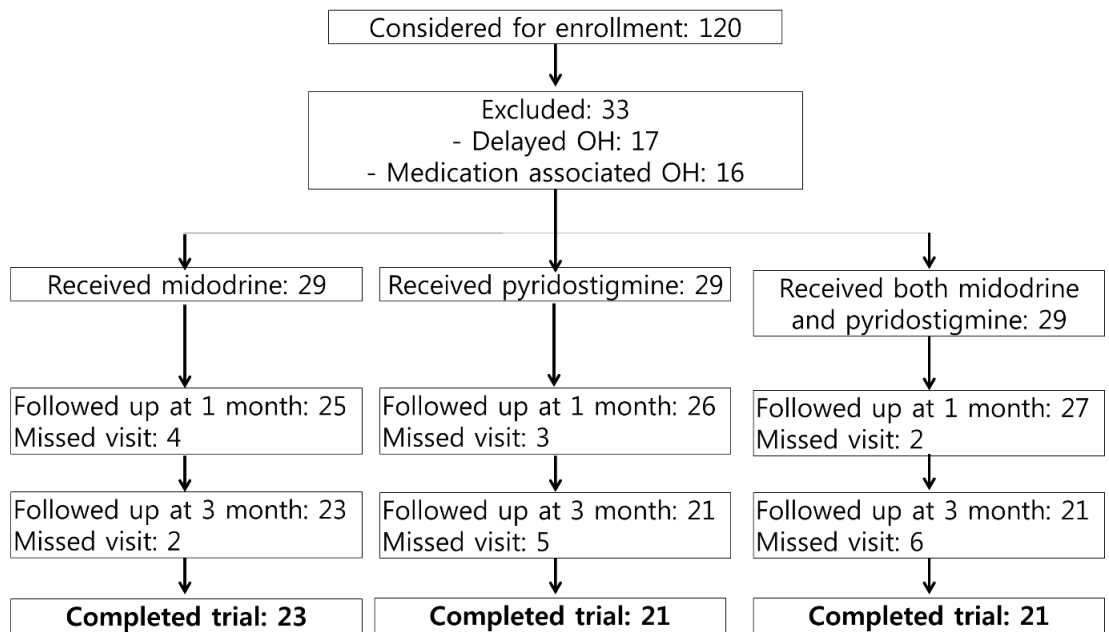 Considered for enrollment: 120
Excluded: 33
- Delayed OH: 17
- Medication associated OH: 16
Received midodrine: 29
Received pyridostigmine: 29
Received both midodrine
and pyridostigmine: 29
Followed up at 1 month: 25
Missed visit: 4
Followed up at 1 month: 26
Missed visit: 3
Followed up at 1 month: 27
Missed visit: 2
Followed up at 3 month: 23
Missed visit: 2
Followed up at 3 month: 21
Missed visit: 5
Followed up at 3 month: 21
Missed visit: 6
Completed trial: 23
Completed trial: 21
Completed trial: 21